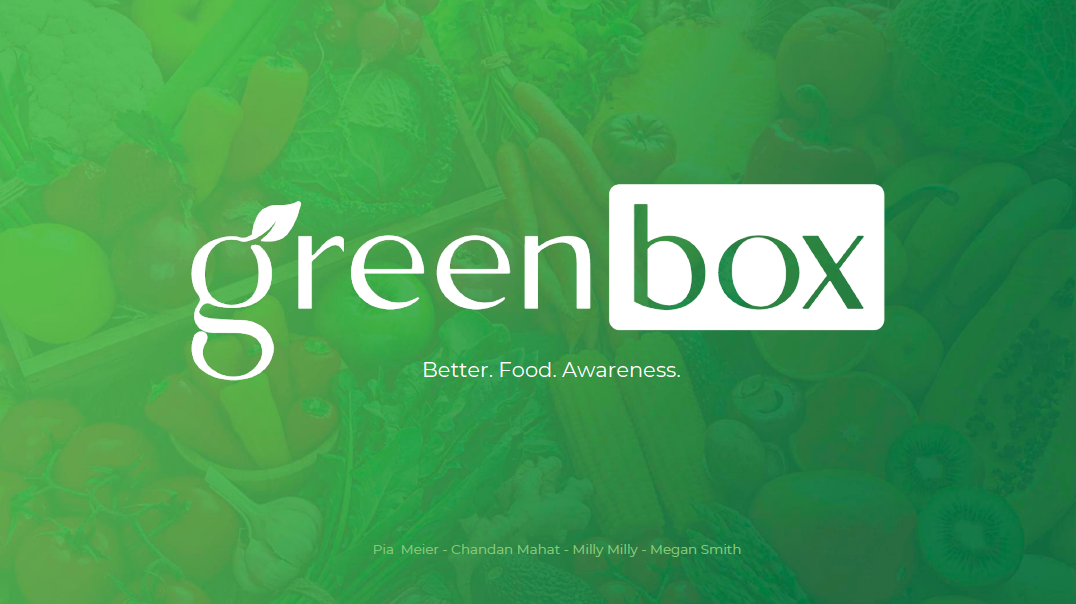 greenbox
Better. Food. Awareness.
Pia Meier - Chandan Mahat - Milly Milly - Megan Smith